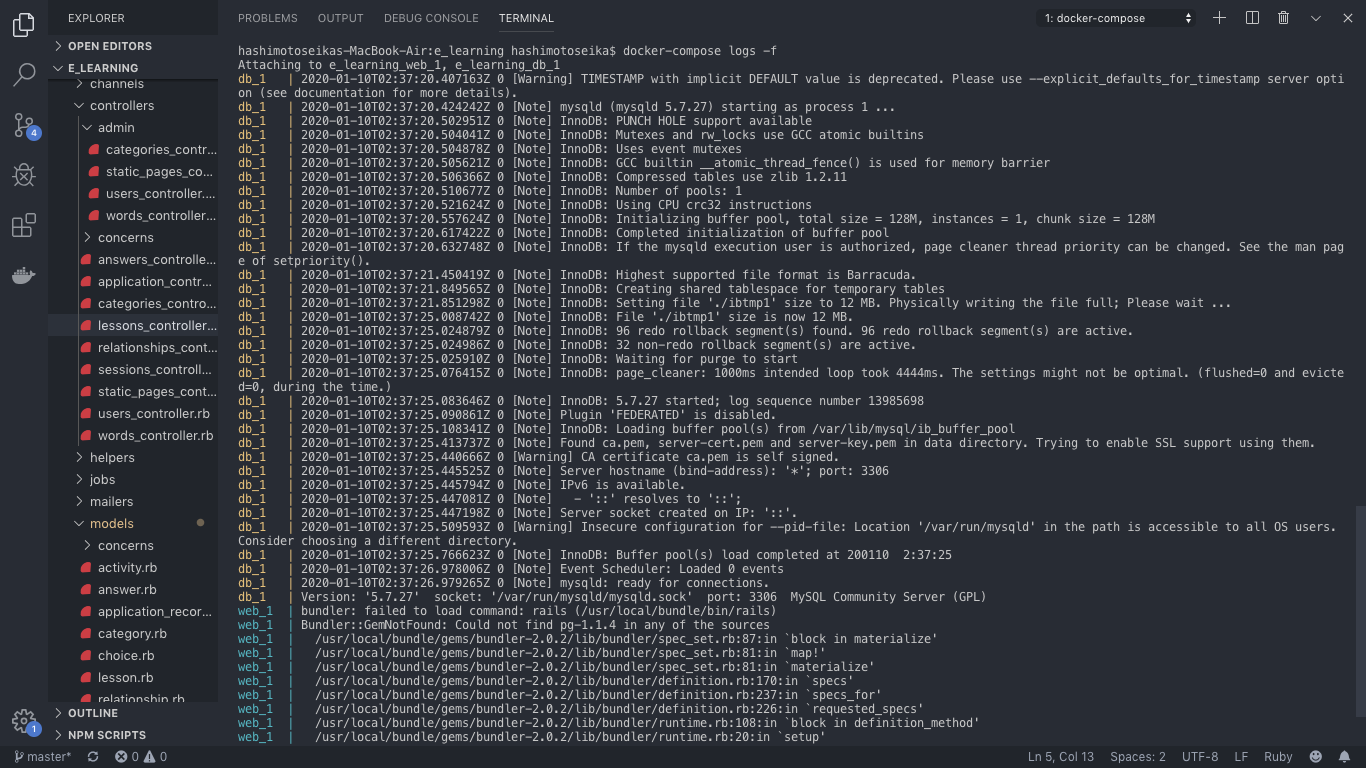 EXPLORER
OPEN EDITORS
E_LEARNING
channels
controllers
admin
categories_contr...
static_pages_co...
users_controller....
words_controller...
concerns
answers_controlle...
application_contr...
categories_contro...
lessons_controller...
relationships_cont...
sessions_controll...
static_pages_cont...
users_controller.rb
words_controller.rb
helpers
jobs
mailers
models
concerns
activity.rb
answer.rb
application_recor...
category.rb
choice.rb
lesson.rb
relationship.rb
OUTLINE
NPM SCRIPTS
4
1
PROBLEMS OUTPUT DEBUG CONSOLE TERMINAL 1: docker-compose
hashimotoseikas-MacBook-Air:e_learning hashimotoseika$ docker-compose logs -f
Attaching to e_learning_web_1, e_learning_db_1
db_1 | 2020-01-10T02:37:20.407163Z 0 [Warning] TIMESTAMP with implicit DEFAULT value is deprecated. Please use --explicit_defaults_for_timestamp server opti
on (see documentation for more details).
db_1 | 2020-01-10T02:37:20.424242Z 0 [Note] mysqld (mysqld 5.7.27) starting as process 1 ...
db_1 | 2020-01-10T02:37:20.502951Z 0 [Note] InnoDB: PUNCH HOLE support available
db_1 | 2020-01-10T02:37:20.504041Z 0 [Note] InnoDB: Mutexes and rw_locks use GCC atomic builtins
db_1 | 2020-01-10T02:37:20.504878Z 0 [Note] InnoDB: Uses event mutexes
db_1 | 2020-01-10T02:37:20.505621Z 0 [Note] InnoDB: GCC builtin __atomic_thread_fence() is used for memory barrier
db_1 | 2020-01-10T02:37:20.506366Z 0 [Note] InnoDB: Compressed tables use zlib 1.2.11
db_1 | 2020-01-10T02:37:20.510677Z 0 [Note] InnoDB: Number of pools: 1
db_1 | 2020-01-10T02:37:20.521624Z 0 [Note] InnoDB: Using CPU crc32 instructions
db_1 | 2020-01-10T02:37:20.557624Z 0 [Note] InnoDB: Initializing buffer pool, total size = 128M, instances = 1, chunk size = 128M
db_1 | 2020-01-10T02:37:20.617422Z 0 [Note] InnoDB: Completed initialization of buffer pool
db_1 | 2020-01-10T02:37:20.632748Z 0 [Note] InnoDB: If the mysqld execution user is authorized, page cleaner thread priority can be changed. See the man pag
e of setpriority().
db_1 | 2020-01-10T02:37:21.450419Z 0 [Note] InnoDB: Highest supported file format is Barracuda.
db_1 | 2020-01-10T02:37:21.849565Z 0 [Note] InnoDB: Creating shared tablespace for temporary tables
db_1 | 2020-01-10T02:37:21.851298Z 0 [Note] InnoDB: Setting file './ibtmp1' size to 12 MB. Physically writing the file full; Please wait ...
db_1 | 2020-01-10T02:37:25.008742Z 0 [Note] InnoDB: File './ibtmp1' size is now 12 MB.
db_1 | 2020-01-10T02:37:25.024879Z 0 [Note] InnoDB: 96 redo rollback segment(s) found. 96 redo rollback segment(s) are active.
db_1 | 2020-01-10T02:37:25.024986Z 0 [Note] InnoDB: 32 non-redo rollback segment(s) are active.
db_1 | 2020-01-10T02:37:25.025910Z 0 [Note] InnoDB: Waiting for purge to start
db_1 | 2020-01-10T02:37:25.076415Z 0 [Note] InnoDB: page_cleaner: 1000ms intended loop took 4444ms. The settings might not be optimal. (flushed=0 and evicte
d=0, during the time.)
db_1 | 2020-01-10T02:37:25.083646Z 0 [Note] InnoDB: 5.7.27 started; log sequence number 13985698
db_1 | 2020-01-10T02:37:25.090861Z 0 [Note] Plugin 'FEDERATED' is disabled.
db_1 | 2020-01-10T02:37:25.108341Z 0 [Note] InnoDB: Loading buffer pool(s) from /var/lib/mysql/ib_buffer_pool
db_1 | 2020-01-10T02:37:25.413737Z 0 [Note] Found ca.pem, server-cert.pem and server-key.pem in data directory. Trying to enable SSL support using them.
db_1 | 2020-01-10T02:37:25.440666Z 0 [Warning] CA certificate ca.pem is self signed.
db_1 | 2020-01-10T02:37:25.445525Z 0 [Note] Server hostname (bind-address): '*'; port: 3306
db_1 | 2020-01-10T02:37:25.445794Z 0 [Note] IPv6 is available.
db_1 | 2020-01-10T02:37:25.447081Z 0 [Note]   - '::' resolves to '::';
db_1 | 2020-01-10T02:37:25.447198Z 0 [Note] Server socket created on IP: '::'.
db_1 | 2020-01-10T02:37:25.509593Z 0 [Warning] Insecure configuration for --pid-file: Location '/var/run/mysqld' in the path is accessible to all OS users.
Consider choosing a different directory.
db_1 | 2020-01-10T02:37:25.766623Z 0 [Note] InnoDB: Buffer pool(s) load completed at 200110  2:37:25
db_1 | 2020-01-10T02:37:26.978006Z 0 [Note] Event Scheduler: Loaded 0 events
db_1 | 2020-01-10T02:37:26.979265Z 0 [Note] mysqld: ready for connections.
db_1 | Version: '5.7.27'  socket: '/var/run/mysqld/mysqld.sock'  port: 3306  MySQL Community Server (GPL)
web_1 | bundler: failed to load command: rails (/usr/local/bundle/bin/rails)
web_1 | Bundler::GemNotFound: Could not find pg-1.1.4 in any of the sources
web_1 |   /usr/local/bundle/gems/bundler-2.0.2/lib/bundler/spec_set.rb:87:in `block in materialize'
web_1 |   /usr/local/bundle/gems/bundler-2.0.2/lib/bundler/spec_set.rb:81:in `map!'
web_1 |   /usr/local/bundle/gems/bundler-2.0.2/lib/bundler/spec_set.rb:81:in `materialize'
web_1 |   /usr/local/bundle/gems/bundler-2.0.2/lib/bundler/definition.rb:170:in `specs'
web_1 |   /usr/local/bundle/gems/bundler-2.0.2/lib/bundler/definition.rb:237:in `specs_for'
web_1 |   /usr/local/bundle/gems/bundler-2.0.2/lib/bundler/definition.rb:226:in `requested_specs'
web_1 |   /usr/local/bundle/gems/bundler-2.0.2/lib/bundler/runtime.rb:108:in `block in definition_method'
web_1 |   /usr/local/bundle/gems/bundler-2.0.2/lib/bundler/runtime.rb:20:in `setup'
master* 0 0 Ln 5, Col 13 Spaces: 2 UTF-8 LF Ruby